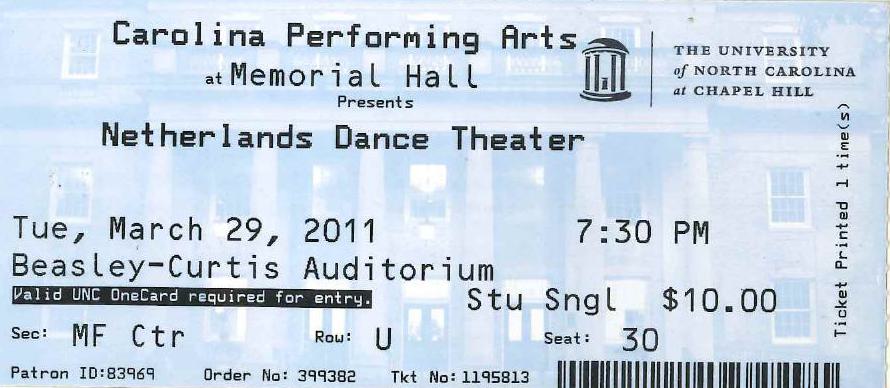 Carolina Performing Arts
at Memorial Hall
Presents
Netherlands Dance Theater
THE UNIVERSITY
of NORTH CAROLINA
at CHAPEL HILL
Tue, March 29, 2011 7:30 PM
Beasley-Curtis Auditorium
Valid UNC OneCard required for entry.
Stu Sngl $10.00
Sec: MF Ctr Row: U Seat: 30
Patron ID:83969 Order No: 399382 Tkt No: 1195813
Ticket Printed 1 time(s)